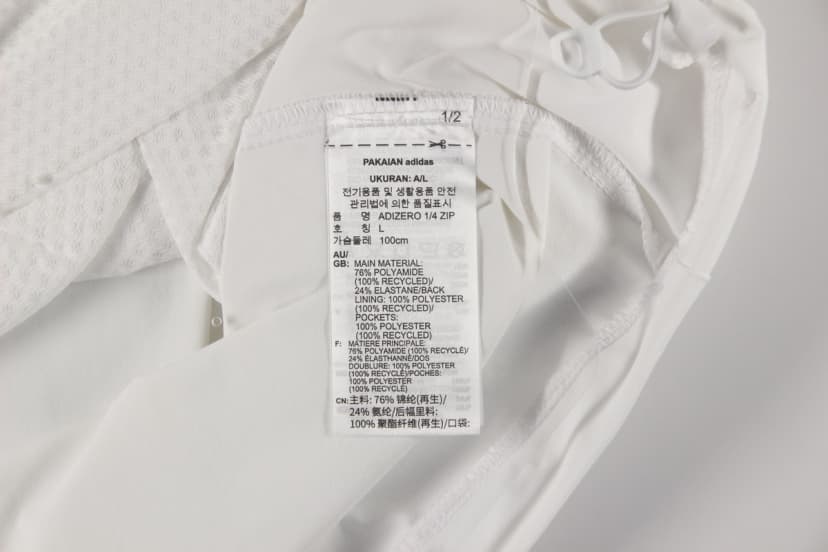 1/2
PAKAIAN adidas
UKURAN: A/L
전기용품 및 생활용품 안전
관리법에 의한 품질표시
품 명 ADIZERO 1/4 ZIP
호 칭 L
가슴둘레 100cm
AU/
GB: MAIN MATERIAL:
76% POLYAMIDE
(100% RECYCLED)/
24% ELASTANE/BACK
LINING: 100% POLYESTER
(100% RECYCLED)/
POCKETS:
100% POLYESTER
(100% RECYCLED)
F: MATIERE PRINCIPALE:
76% POLYAMIDE (100% RECYCLÉ)/
24% ÉLASTHANNE/DOS
DOUBLURE: 100% POLYESTER
(100% RECYCLÉ)/POCHES:
100% POLYESTER
(100% RECYCLÉ)
CN: 主料: 76% 锦纶(再生)/
24% 氨纶/后幅里料:
100% 聚酯纤维(再生)/口袋: